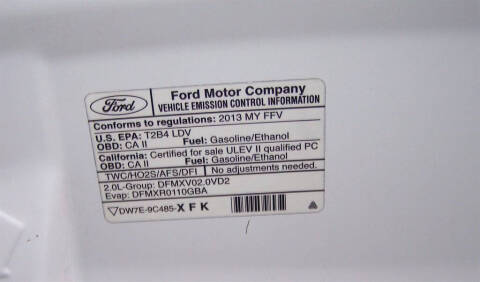 Ford
Ford Motor Company
VEHICLE EMISSION CONTROL INFORMATION
Conforms to regulations: 2013 MY FFV
U.S. EPA: T2B4 LDV
OBD: CA II Fuel: Gasoline/Ethanol
California: Certified for sale ULEV II qualified PC
OBD: CA II Fuel: Gasoline/Ethanol
TWC/HO2S/AFS/DFI No adjustments needed.
2.0L-Group: DFMXV02.0VD2
Evap: DFMXR0110GBA
DW7E-9C485-XFK